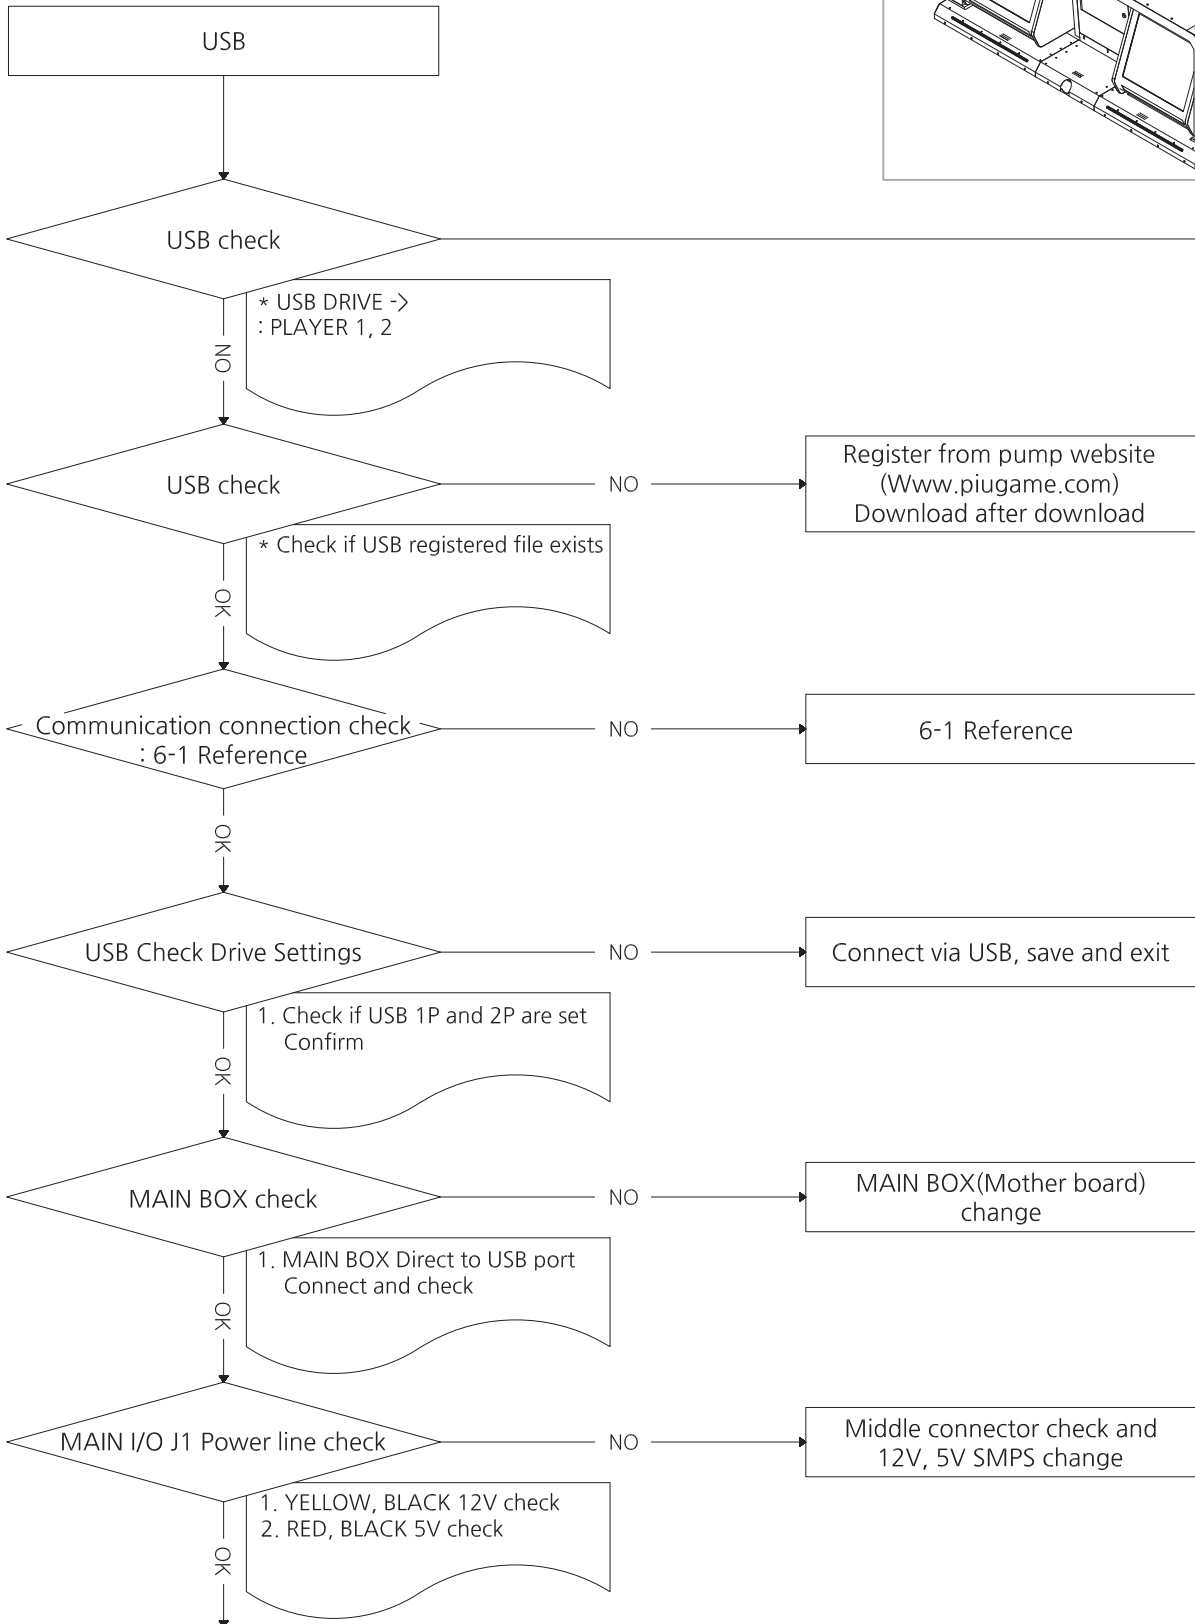 USB
USB check
* USB DRIVE ->
: PLAYER 1, 2
NO
USB check
NO
Register from pump website
(Www.piugame.com)
Download after download
* Check if USB registered file exists
OK
Communication connection check
: 6-1 Reference
NO
6-1 Reference
OK
USB Check Drive Settings
NO
Connect via USB, save and exit
1. Check if USB 1P and 2P are set
Confirm
OK
MAIN BOX check
NO
MAIN BOX(Mother board)
change
1. MAIN BOX Direct to USB port
Connect and check
OK
MAIN I/O J1 Power line check
NO
Middle connector check and
12V, 5V SMPS change
1. YELLOW, BLACK 12V check
2. RED, BLACK 5V check
OK